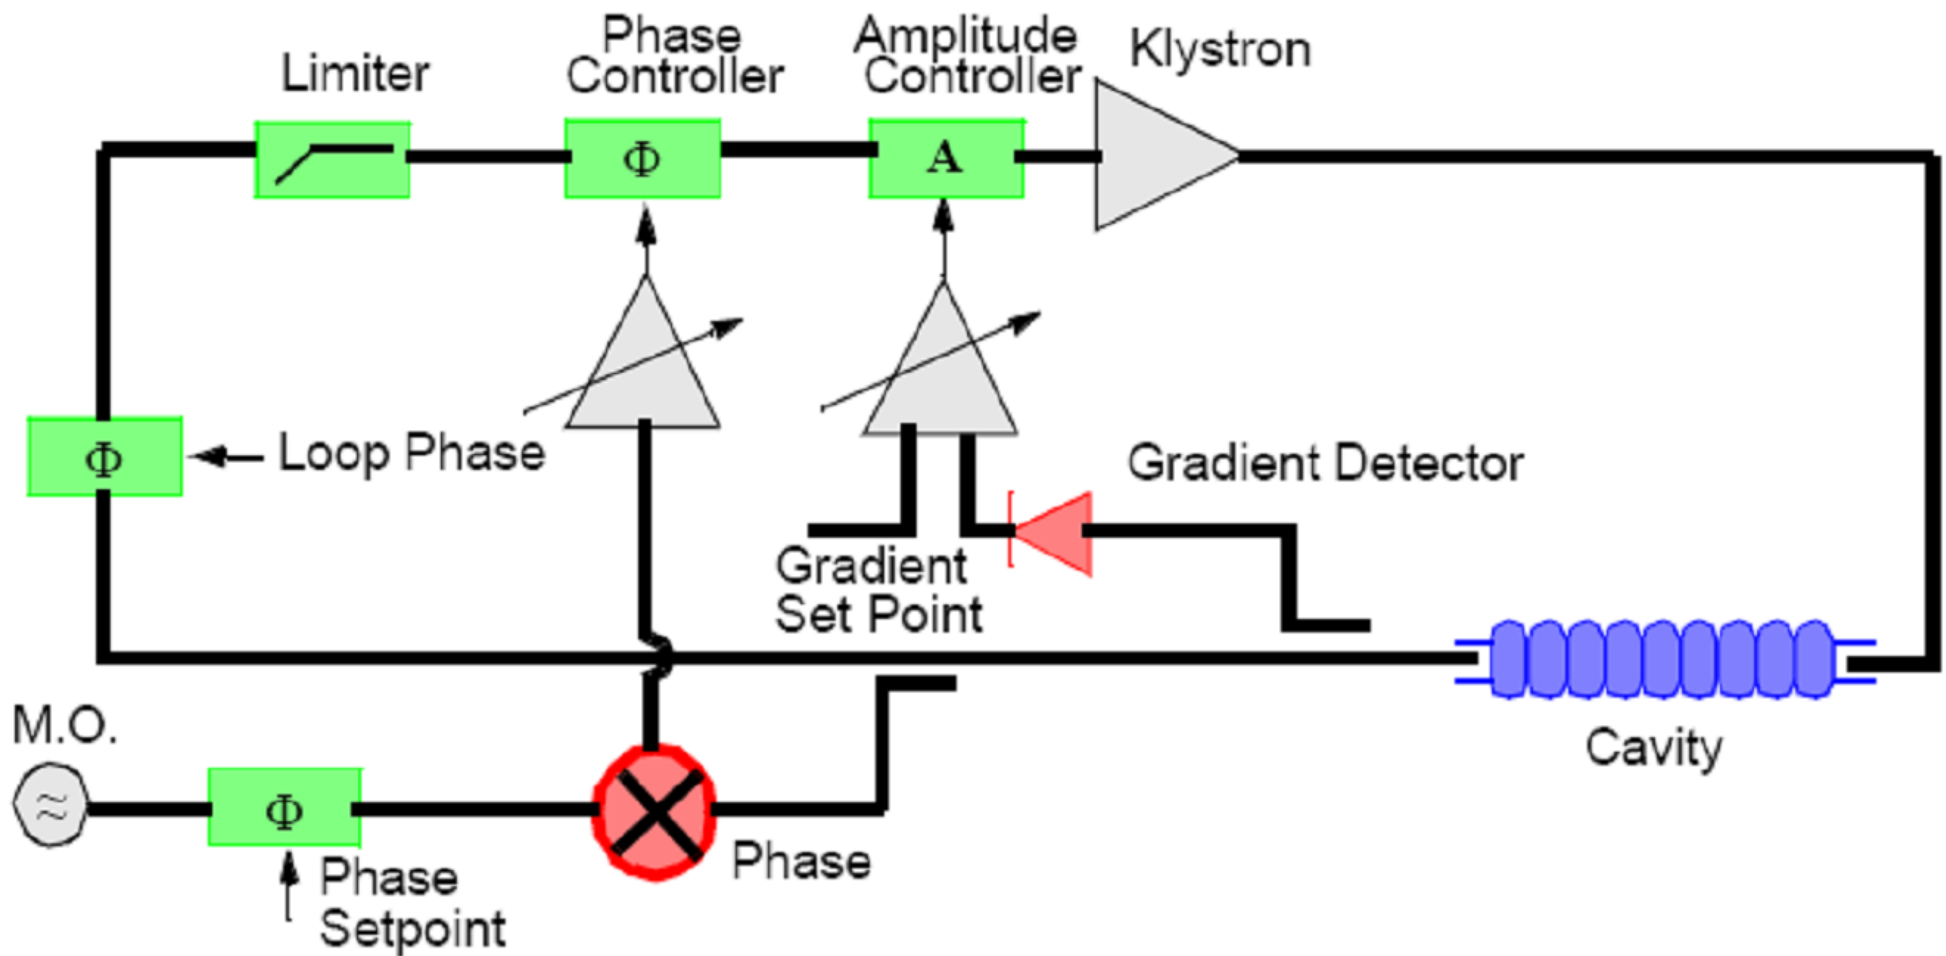 Phase
Controller
Amplitude
Controller
Klystron
Limiter
Φ
A
Φ
Loop Phase
Gradient Detector
Gradient
Set Point
M.O.
Cavity
Φ
Phase
Phase
Setpoint